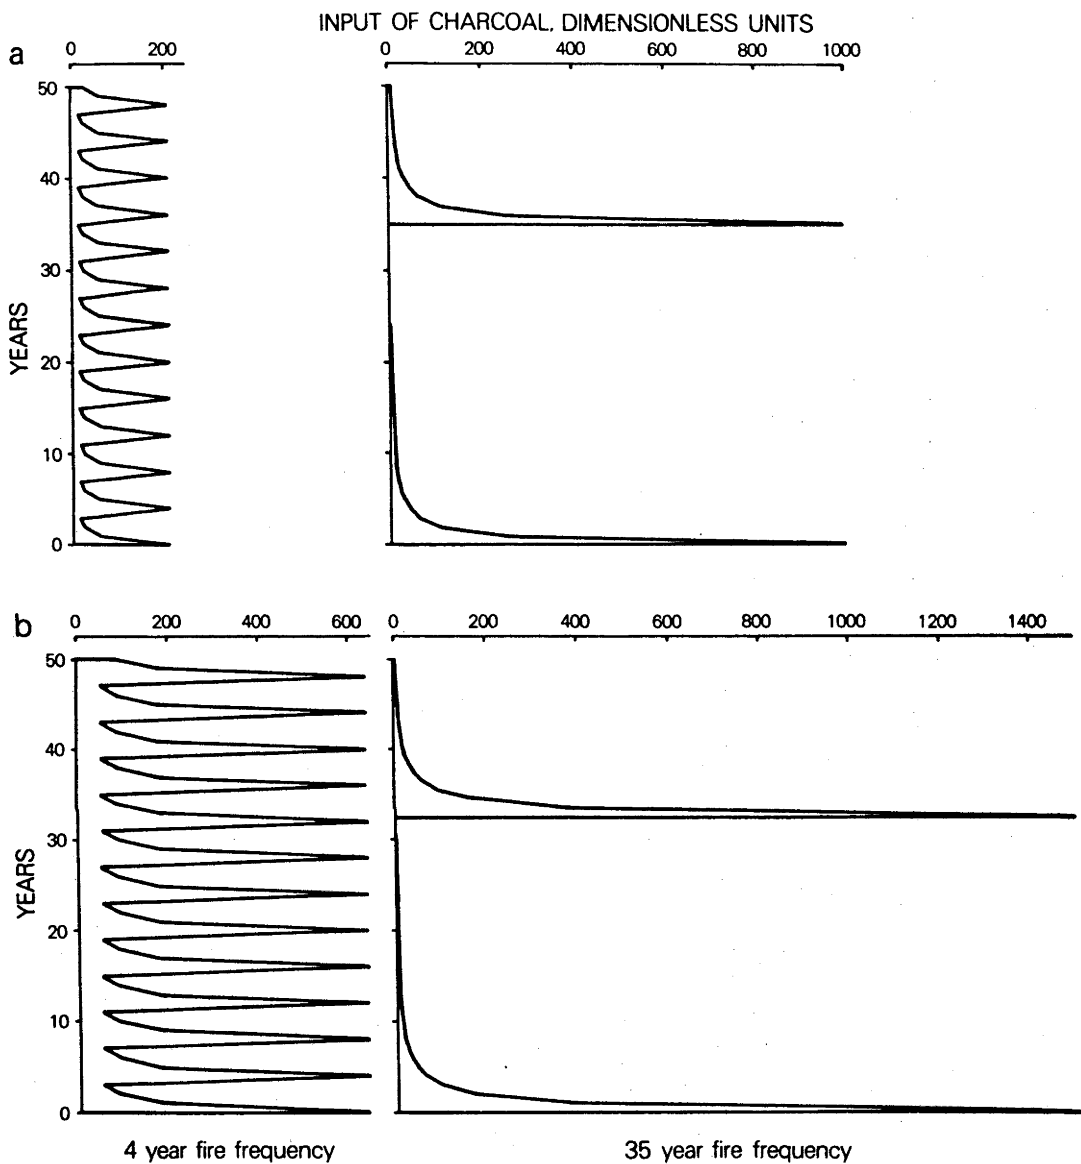 INPUT OF CHARCOAL, DIMENSIONLESS UNITS
a
0 200 0 200 400 600 800 1000
50
40
30
20
10
0
YEARS
b
0 200 400 600 0 200 400 600 800 1000 1200 1400
50
40
30
20
10
0
YEARS
4 year fire frequency 35 year fire frequency